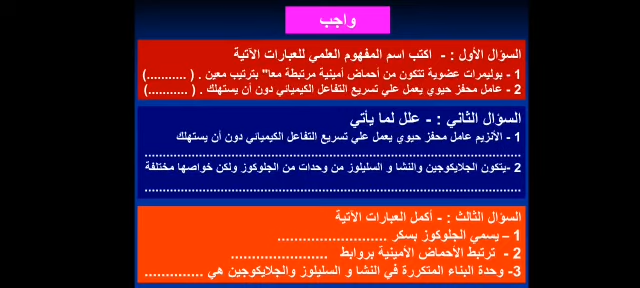 واجب
السؤال الأول : - اكتب اسم المفهوم العلمي للعبارات الآتية
1 - بوليمرات عضوية تتكون من أحماض أمينية مرتبطة معا" بترتيب معين . ( ...........)
2 - عامل محفز حيوي يعمل علي تسريع التفاعل الكيميائي دون أن يستهلك . ( ...........)
السؤال الثاني : - علل لما يأتي
1 - الأنزيم عامل محفز حيوي يعمل علي تسريع التفاعل الكيميائي دون أن يستهلك
................................................................................
2 -يتكون الجلايكوجين والنشا و السليلوز من وحدات من الجلوكوز ولكن خواصها مختلفة
................................................................................
السؤال الثالث : - أكمل العبارات الآتية
1 – يسمي الجلوكوز بسكر .........................
2 - ترتبط الأحماض الأمينية بروابط ......................
3- وحدة البناء المتكررة في النشا و السليلوز والجلايكوجين هي ..............